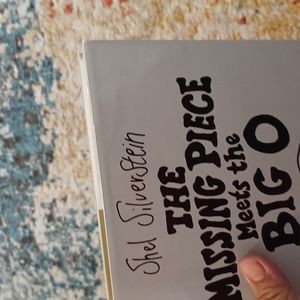 Shel Silverstein
THE
MISSING PIECE
Meets the
BIG O